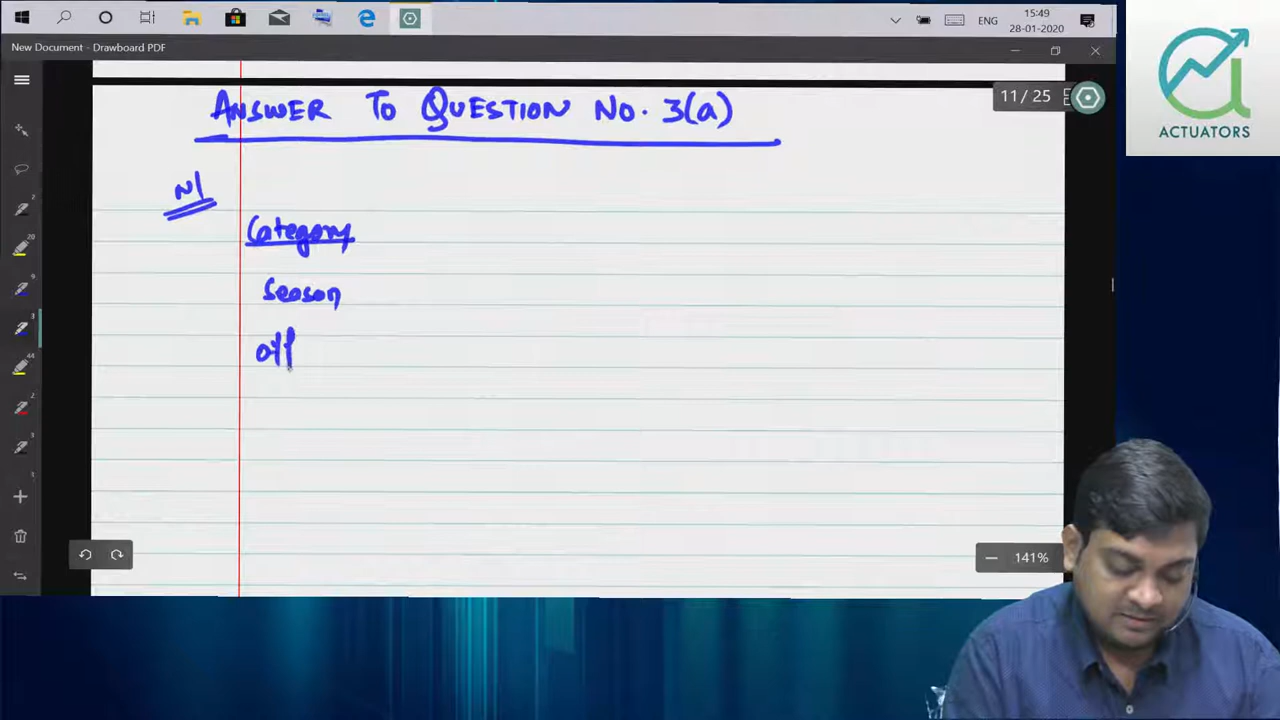 15:49
ENG
28-01-2020
New Document - Drawboard PDF
ANSWER TO QUESTION No. 3(a)
11 / 25
ACTUATORS
N1
Category
Season
off
141%